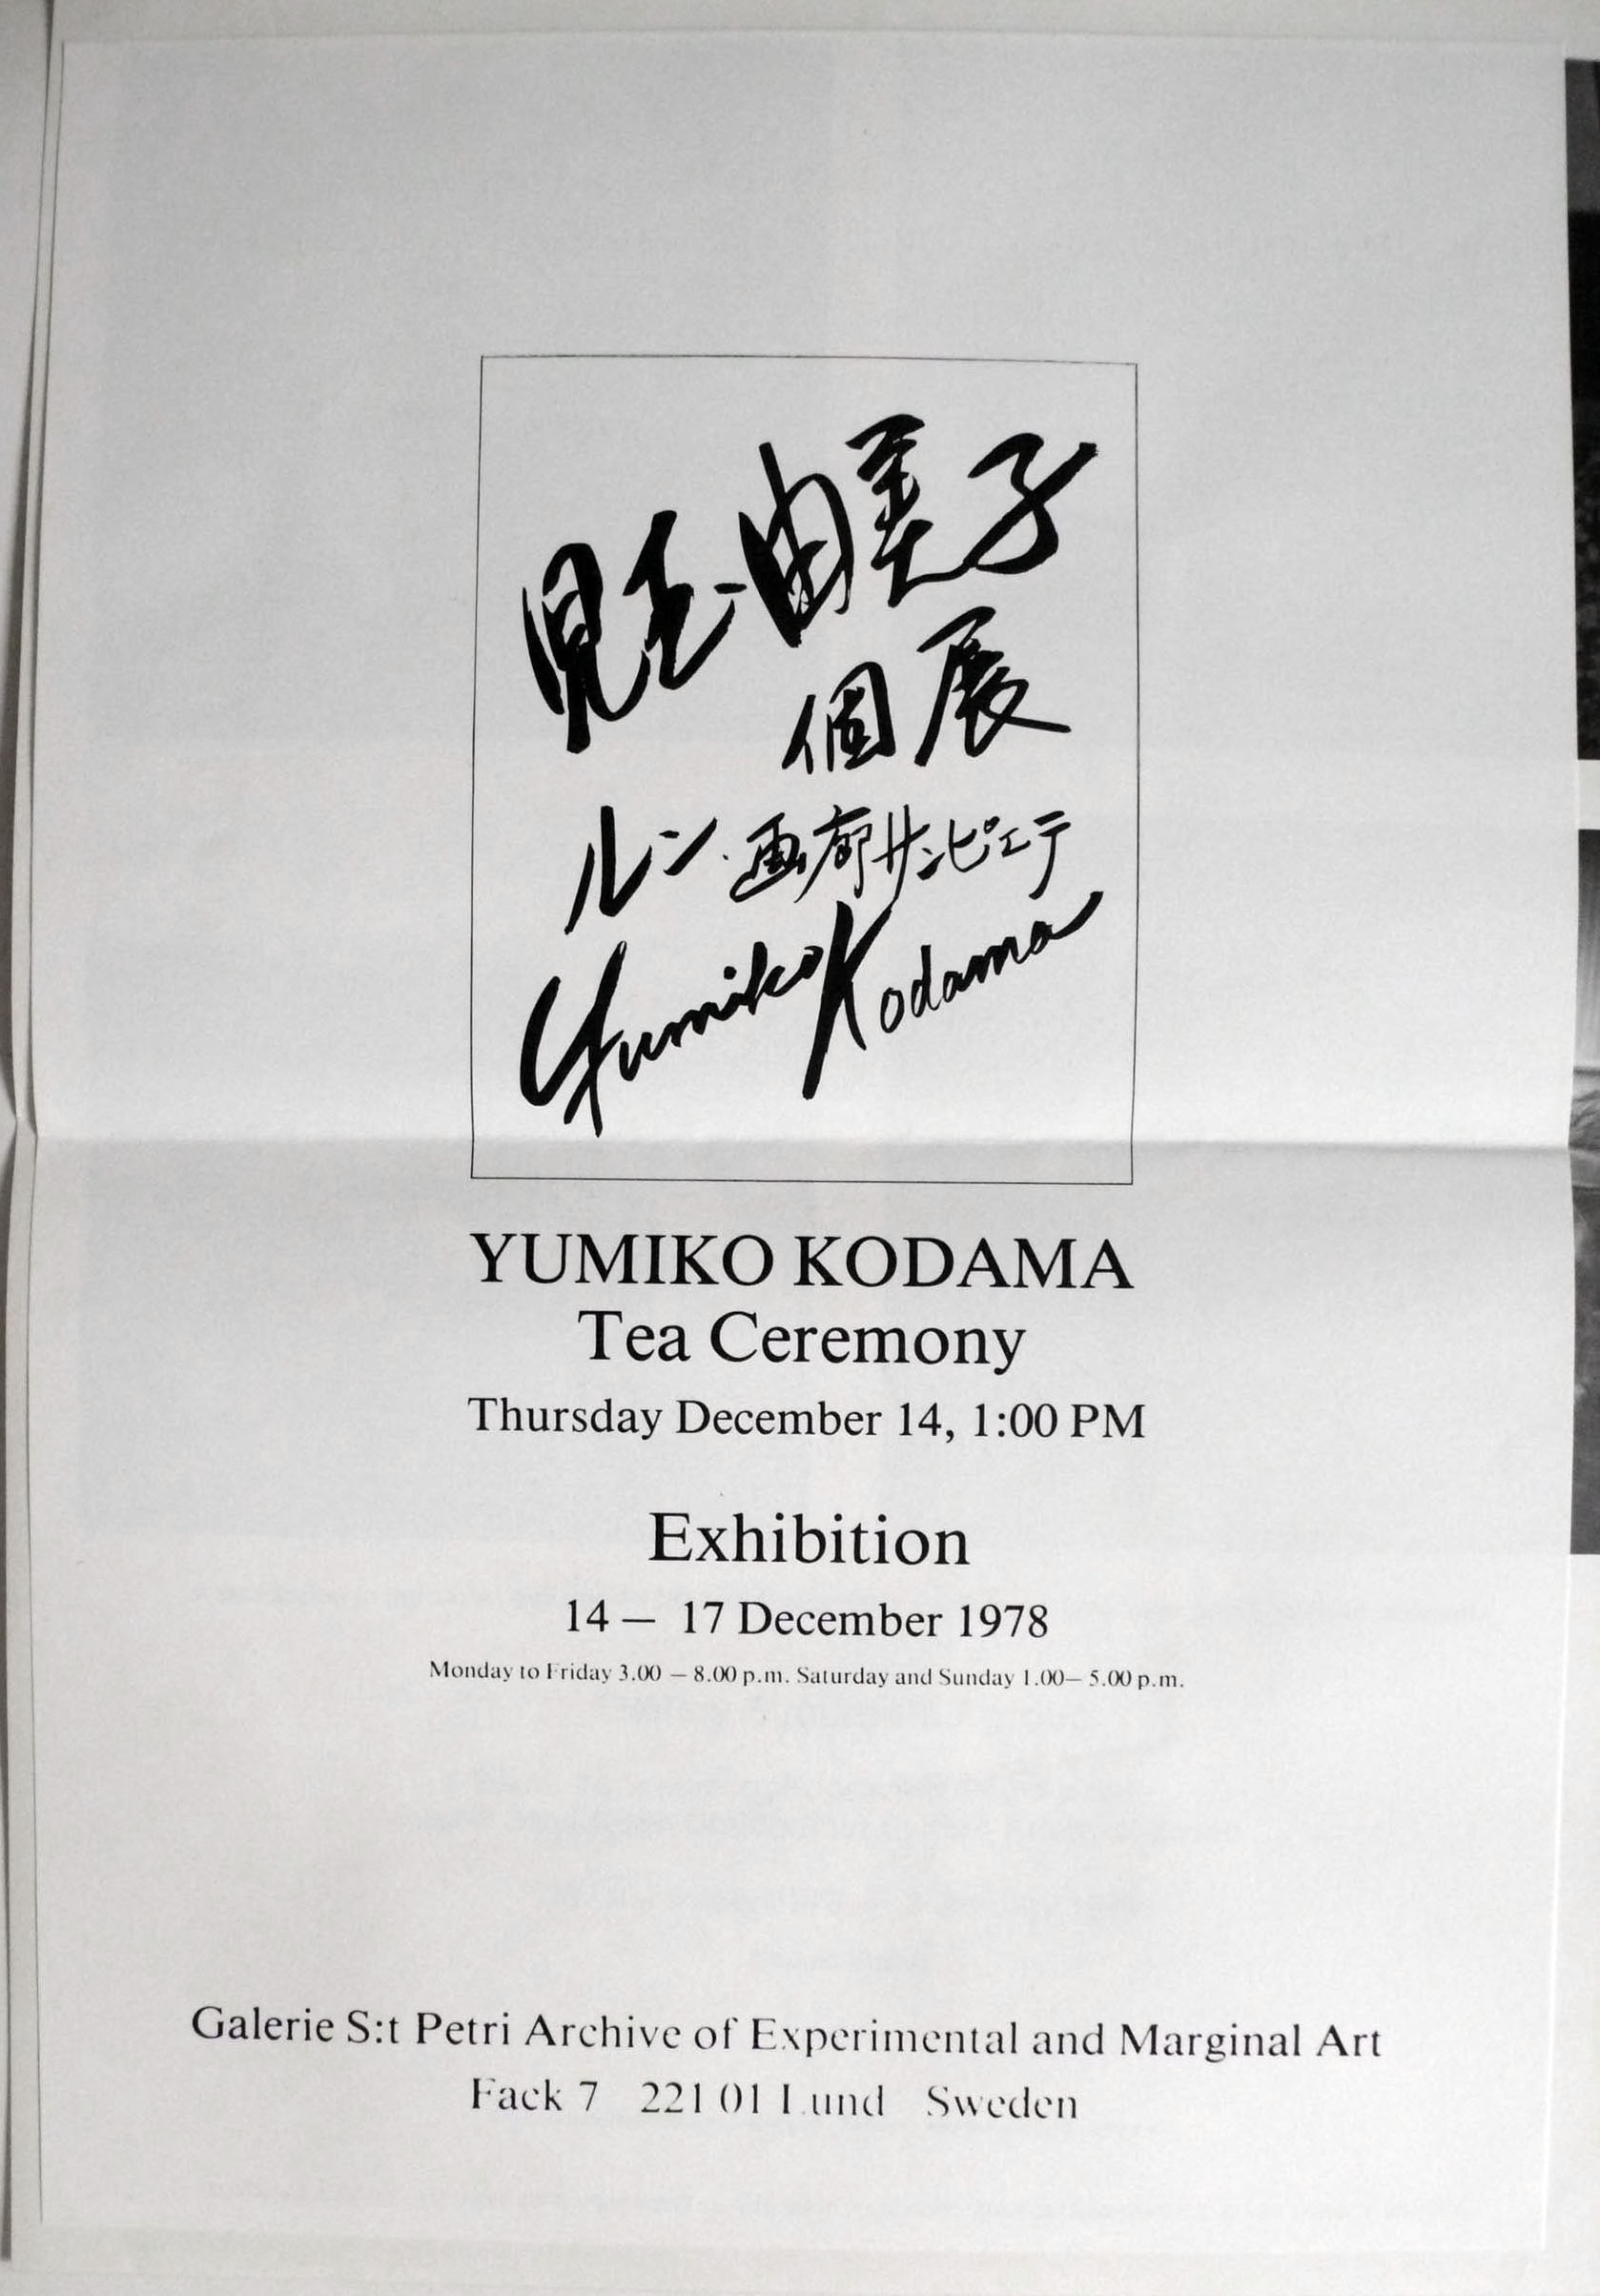 児玉由美子
個展
ルン・画廊サンピエテ
Yumiko Kodama
YUMIKO KODAMA
Tea Ceremony
Thursday December 14, 1:00 PM
Exhibition
14 — 17 December 1978
Monday to Friday 3.00 – 8.00 p.m. Saturday and Sunday 1.00– 5.00 p.m.
Galerie S:t Petri Archive of Experimental and Marginal Art
Fack 7 221 01 Lund Sweden